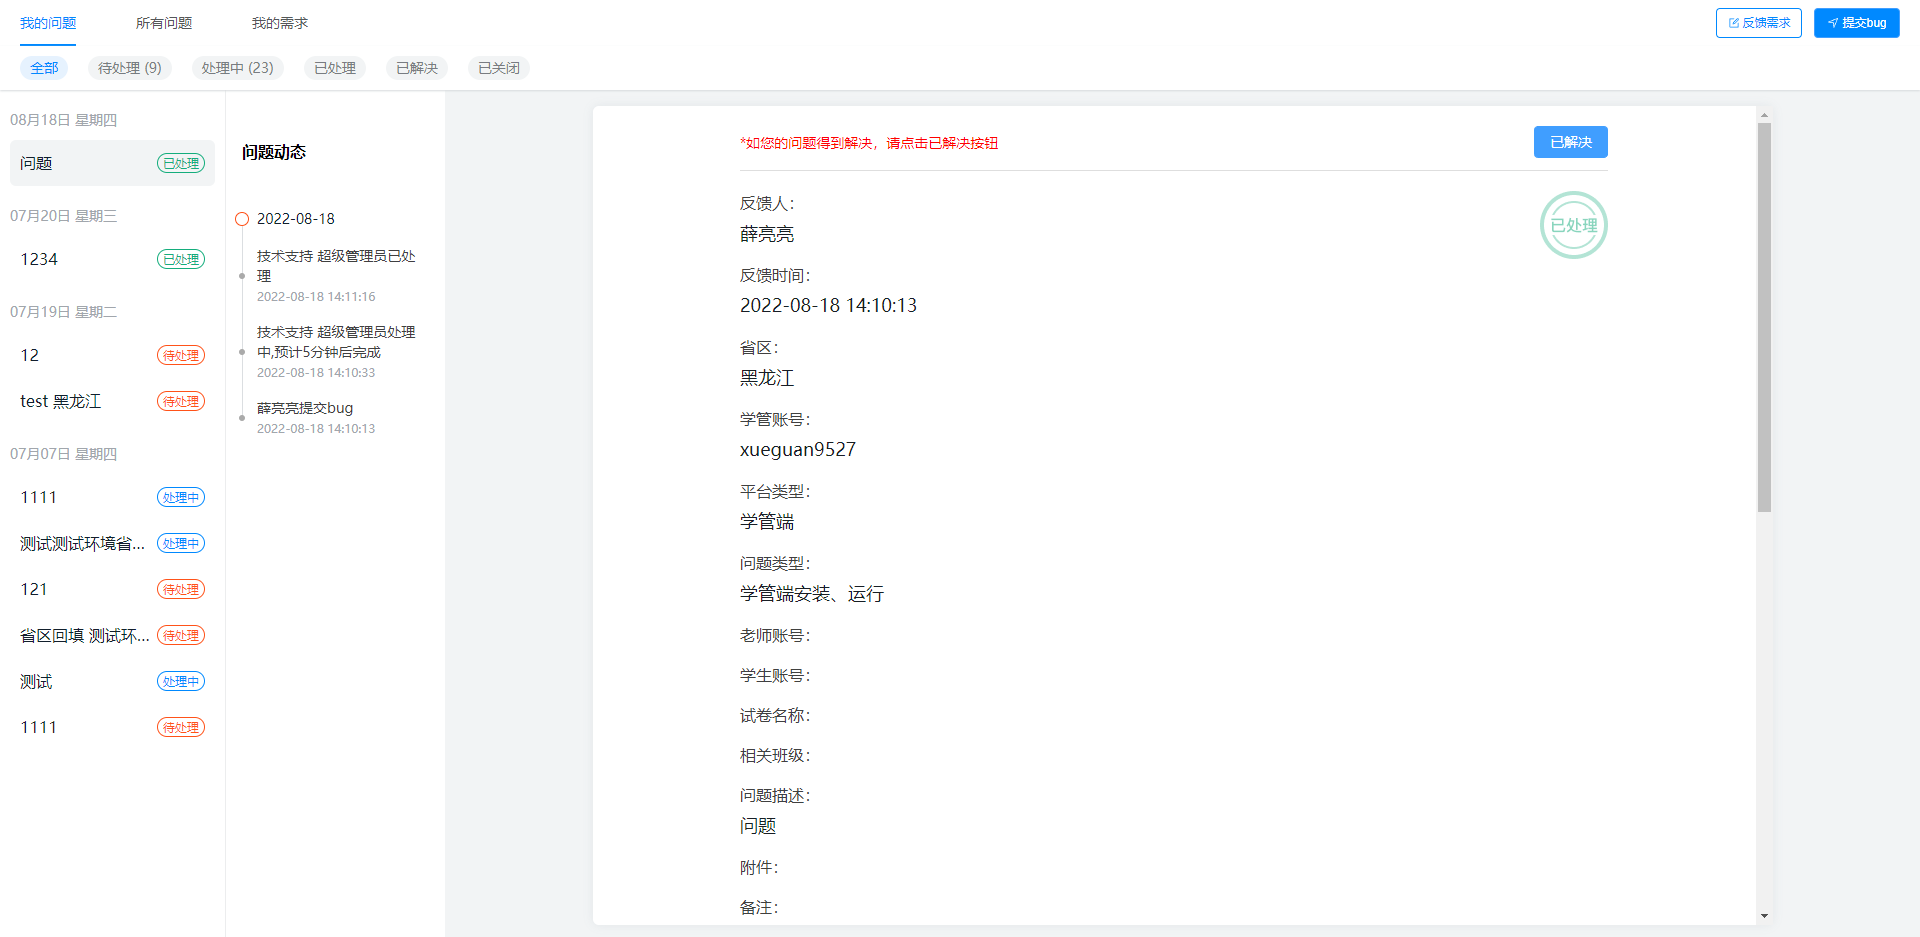 我的问题 所有问题 我的需求 反馈需求 提交bug
全部 待处理 (9) 处理中 (23) 已处理 已解决 已关闭
08月18日 星期四
问题 已处理
07月20日 星期三
1234 已处理
07月19日 星期二
12 待处理
test 黑龙江 待处理
07月07日 星期四
1111 处理中
测试测试环境省... 处理中
121 待处理
省区回填 测试环... 待处理
测试 处理中
1111 待处理
问题动态
2022-08-18
技术支持 超级管理员已处
理
2022-08-18 14:11:16
技术支持 超级管理员处理
中,预计5分钟后完成
2022-08-18 14:10:33
薛亮亮提交bug
2022-08-18 14:10:13
*如您的问题得到解决，请点击已解决按钮 已解决
已处理
反馈人：
薛亮亮
反馈时间：
2022-08-18 14:10:13
省区：
黑龙江
学管账号：
xueguan9527
平台类型：
学管端
问题类型：
学管端安装、运行
老师账号：
学生账号：
试卷名称：
相关班级：
问题描述：
问题
附件：
备注：